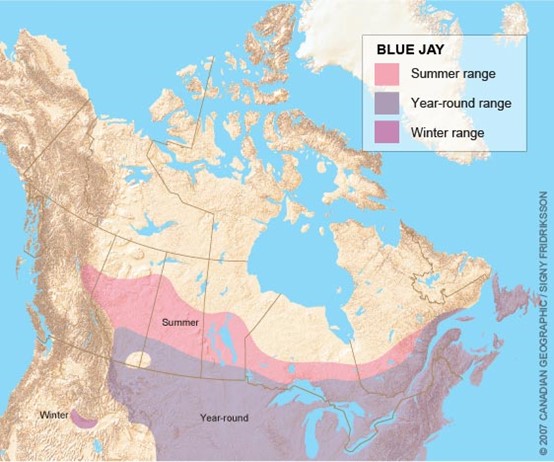 BLUE JAY
Summer range
Year-round range
Winter range
Summer
Winter
Year-round
© 2007 CANADIAN GEOGRAPHIC / SIGNY FRIDRIKSSON